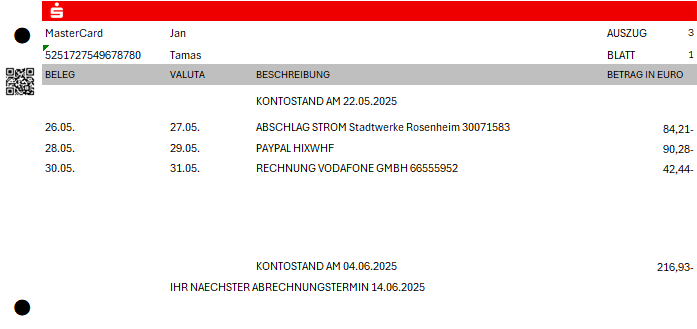 MasterCard Jan AUSZUG 3
5251727549678780 Tamas BLATT 1
BELEG VALUTA BESCHREIBUNG BETRAG IN EURO
KONTOSTAND AM 22.05.2025
26.05. 27.05. ABSCHLAG STROM Stadtwerke Rosenheim 30071583 84,21-
28.05. 29.05. PAYPAL HIXWHF 90,28-
30.05. 31.05. RECHNUNG VODAFONE GMBH 66555952 42,44-
KONTOSTAND AM 04.06.2025 216,93-
IHR NAECHSTER ABRECHNUNGSTERMIN 14.06.2025